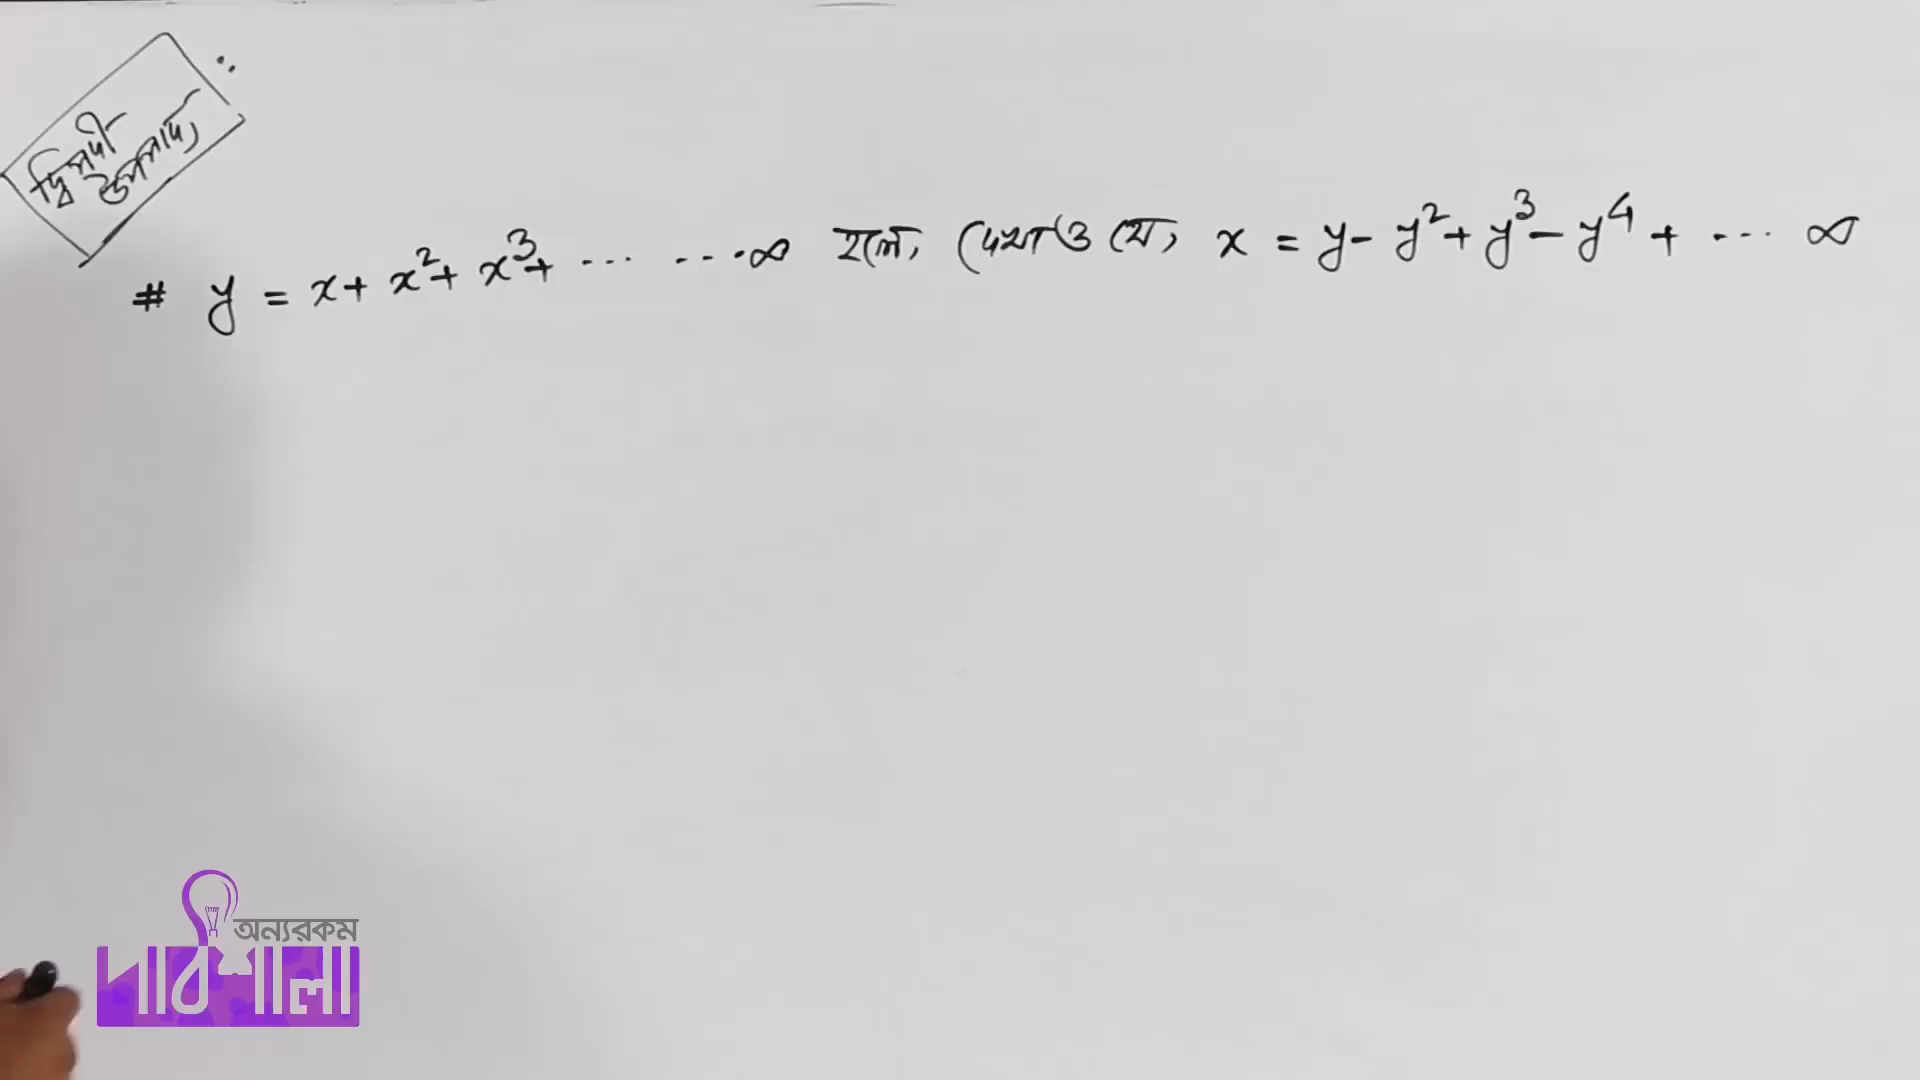 দ্বিপদী
উপপাদ্য
# y = x + x² + x³ + ... ...∞ হলে, দেখাও যে, x = y - y² + y³ - y⁴ + ... ∞
অন্যরকম
পাঠশালা